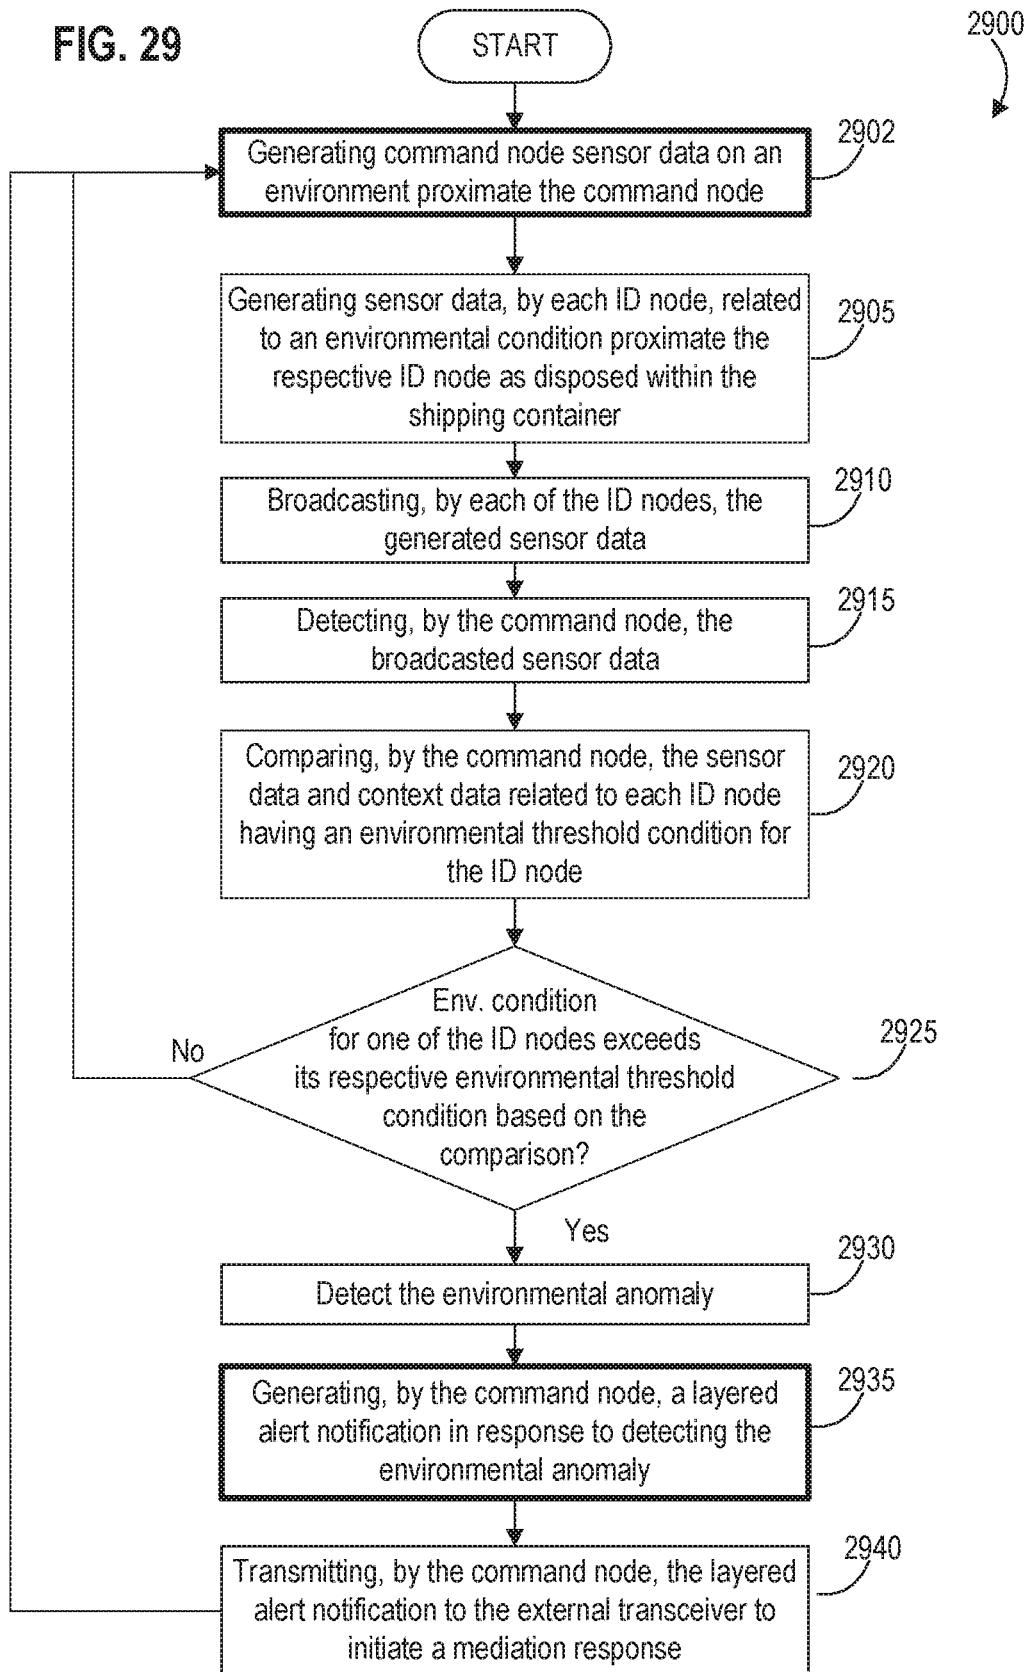 FIG. 29
START
2900
2902
Generating command node sensor data on an
environment proximate the command node
2905
Generating sensor data, by each ID node, related
to an environmental condition proximate the
respective ID node as disposed within the
shipping container
2910
Broadcasting, by each of the ID nodes, the
generated sensor data
2915
Detecting, by the command node, the
broadcasted sensor data
2920
Comparing, by the command node, the sensor
data and context data related to each ID node
having an environmental threshold condition for
the ID node
2925
Env. condition
for one of the ID nodes exceeds
its respective environmental threshold
condition based on the
comparison?
No
Yes
2930
Detect the environmental anomaly
2935
Generating, by the command node, a layered
alert notification in response to detecting the
environmental anomaly
2940
Transmitting, by the command node, the layered
alert notification to the external transceiver to
initiate a mediation response